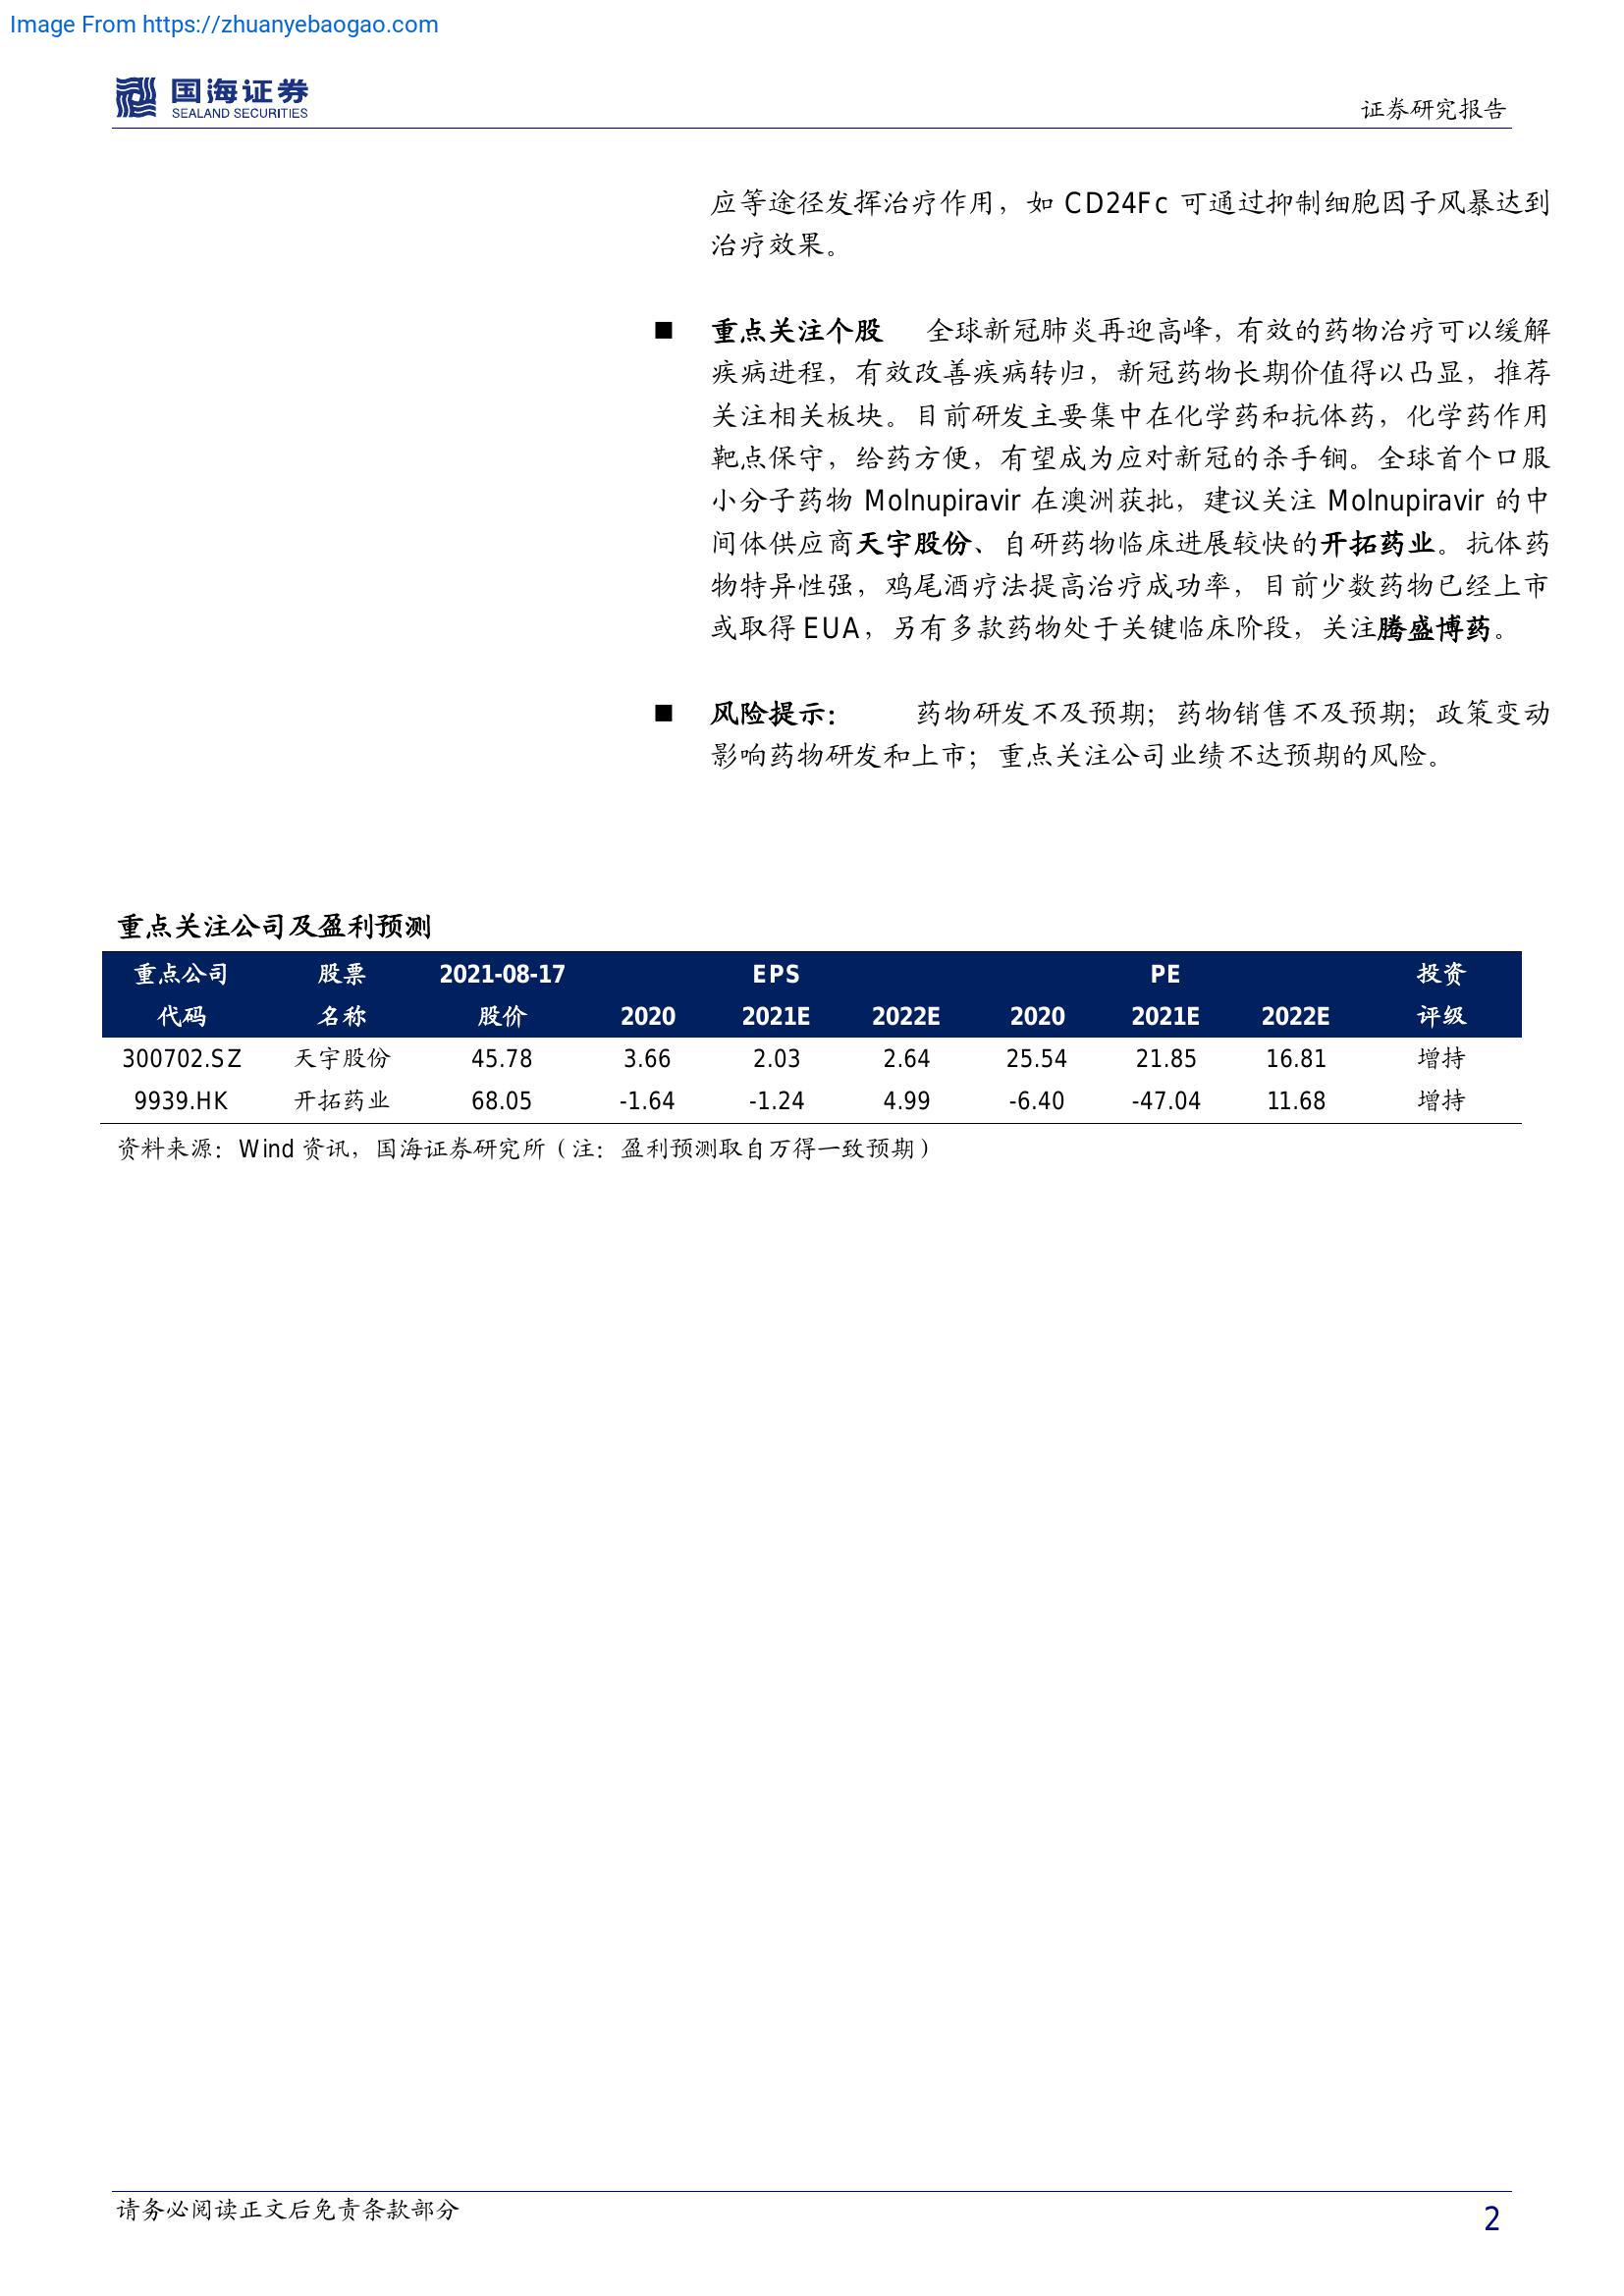 Image From https://zhuanyebaogao.com
国海证券
SEALAND SECURITIES
证券研究报告
应等途径发挥治疗作用，如 CD24Fc 可通过抑制细胞因子风暴达到
治疗效果。
■ 重点关注个股 全球新冠肺炎再迎高峰，有效的药物治疗可以缓解
疾病进程，有效改善疾病转归，新冠药物长期价值得以凸显，推荐
关注相关板块。目前研发主要集中在化学药和抗体药，化学药作用
靶点保守，给药方便，有望成为应对新冠的杀手锏。全球首个口服
小分子药物 Molnupiravir 在澳洲获批，建议关注 Molnupiravir 的中
间体供应商天宇股份、自研药物临床进展较快的开拓药业。抗体药
物特异性强，鸡尾酒疗法提高治疗成功率，目前少数药物已经上市
或取得 EUA，另有多款药物处于关键临床阶段，关注腾盛博药。
■ 风险提示： 药物研发不及预期；药物销售不及预期；政策变动
影响药物研发和上市；重点关注公司业绩不达预期的风险。
重点关注公司及盈利预测
重点公司 股票 2021-08-17 EPS PE 投资
代码 名称 股价 2020 2021E 2022E 2020 2021E 2022E 评级
300702.SZ 天宇股份 45.78 3.66 2.03 2.64 25.54 21.85 16.81 增持
9939.HK 开拓药业 68.05 -1.64 -1.24 4.99 -6.40 -47.04 11.68 增持
资料来源：Wind 资讯，国海证券研究所（注：盈利预测取自万得一致预期）
请务必阅读正文后免责条款部分
2